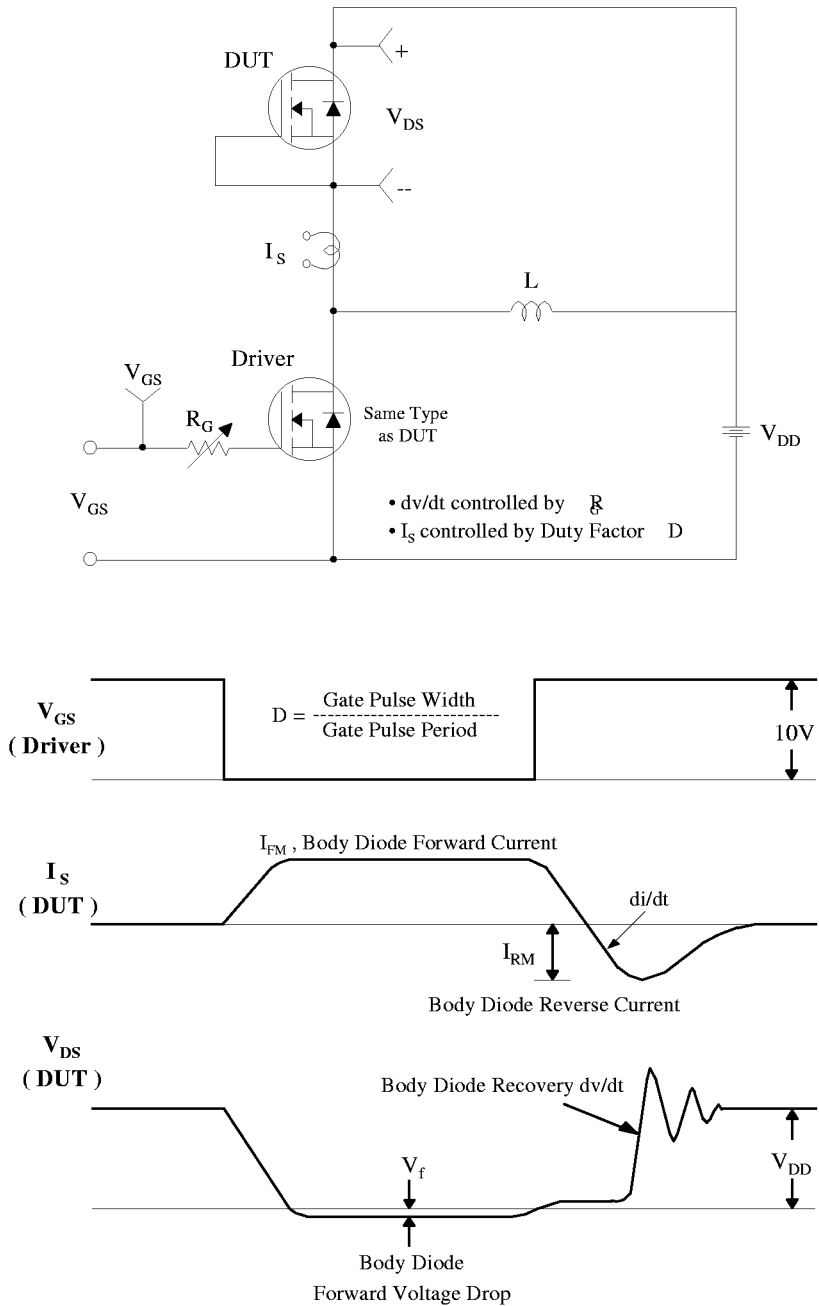 DUT
+
V_DS
--
I_S
L
Driver
V_GS
R_G
Same Type
as DUT
V_DD
V_GS
• dv/dt controlled by R_G
• I_S controlled by Duty Factor D
V_GS
( Driver )
D = Gate Pulse Width
--------------------------
Gate Pulse Period
10V
I_FM , Body Diode Forward Current
I_S
( DUT )
di/dt
I_RM
Body Diode Reverse Current
V_DS
( DUT )
Body Diode Recovery dv/dt
V_f
V_DD
Body Diode
Forward Voltage Drop